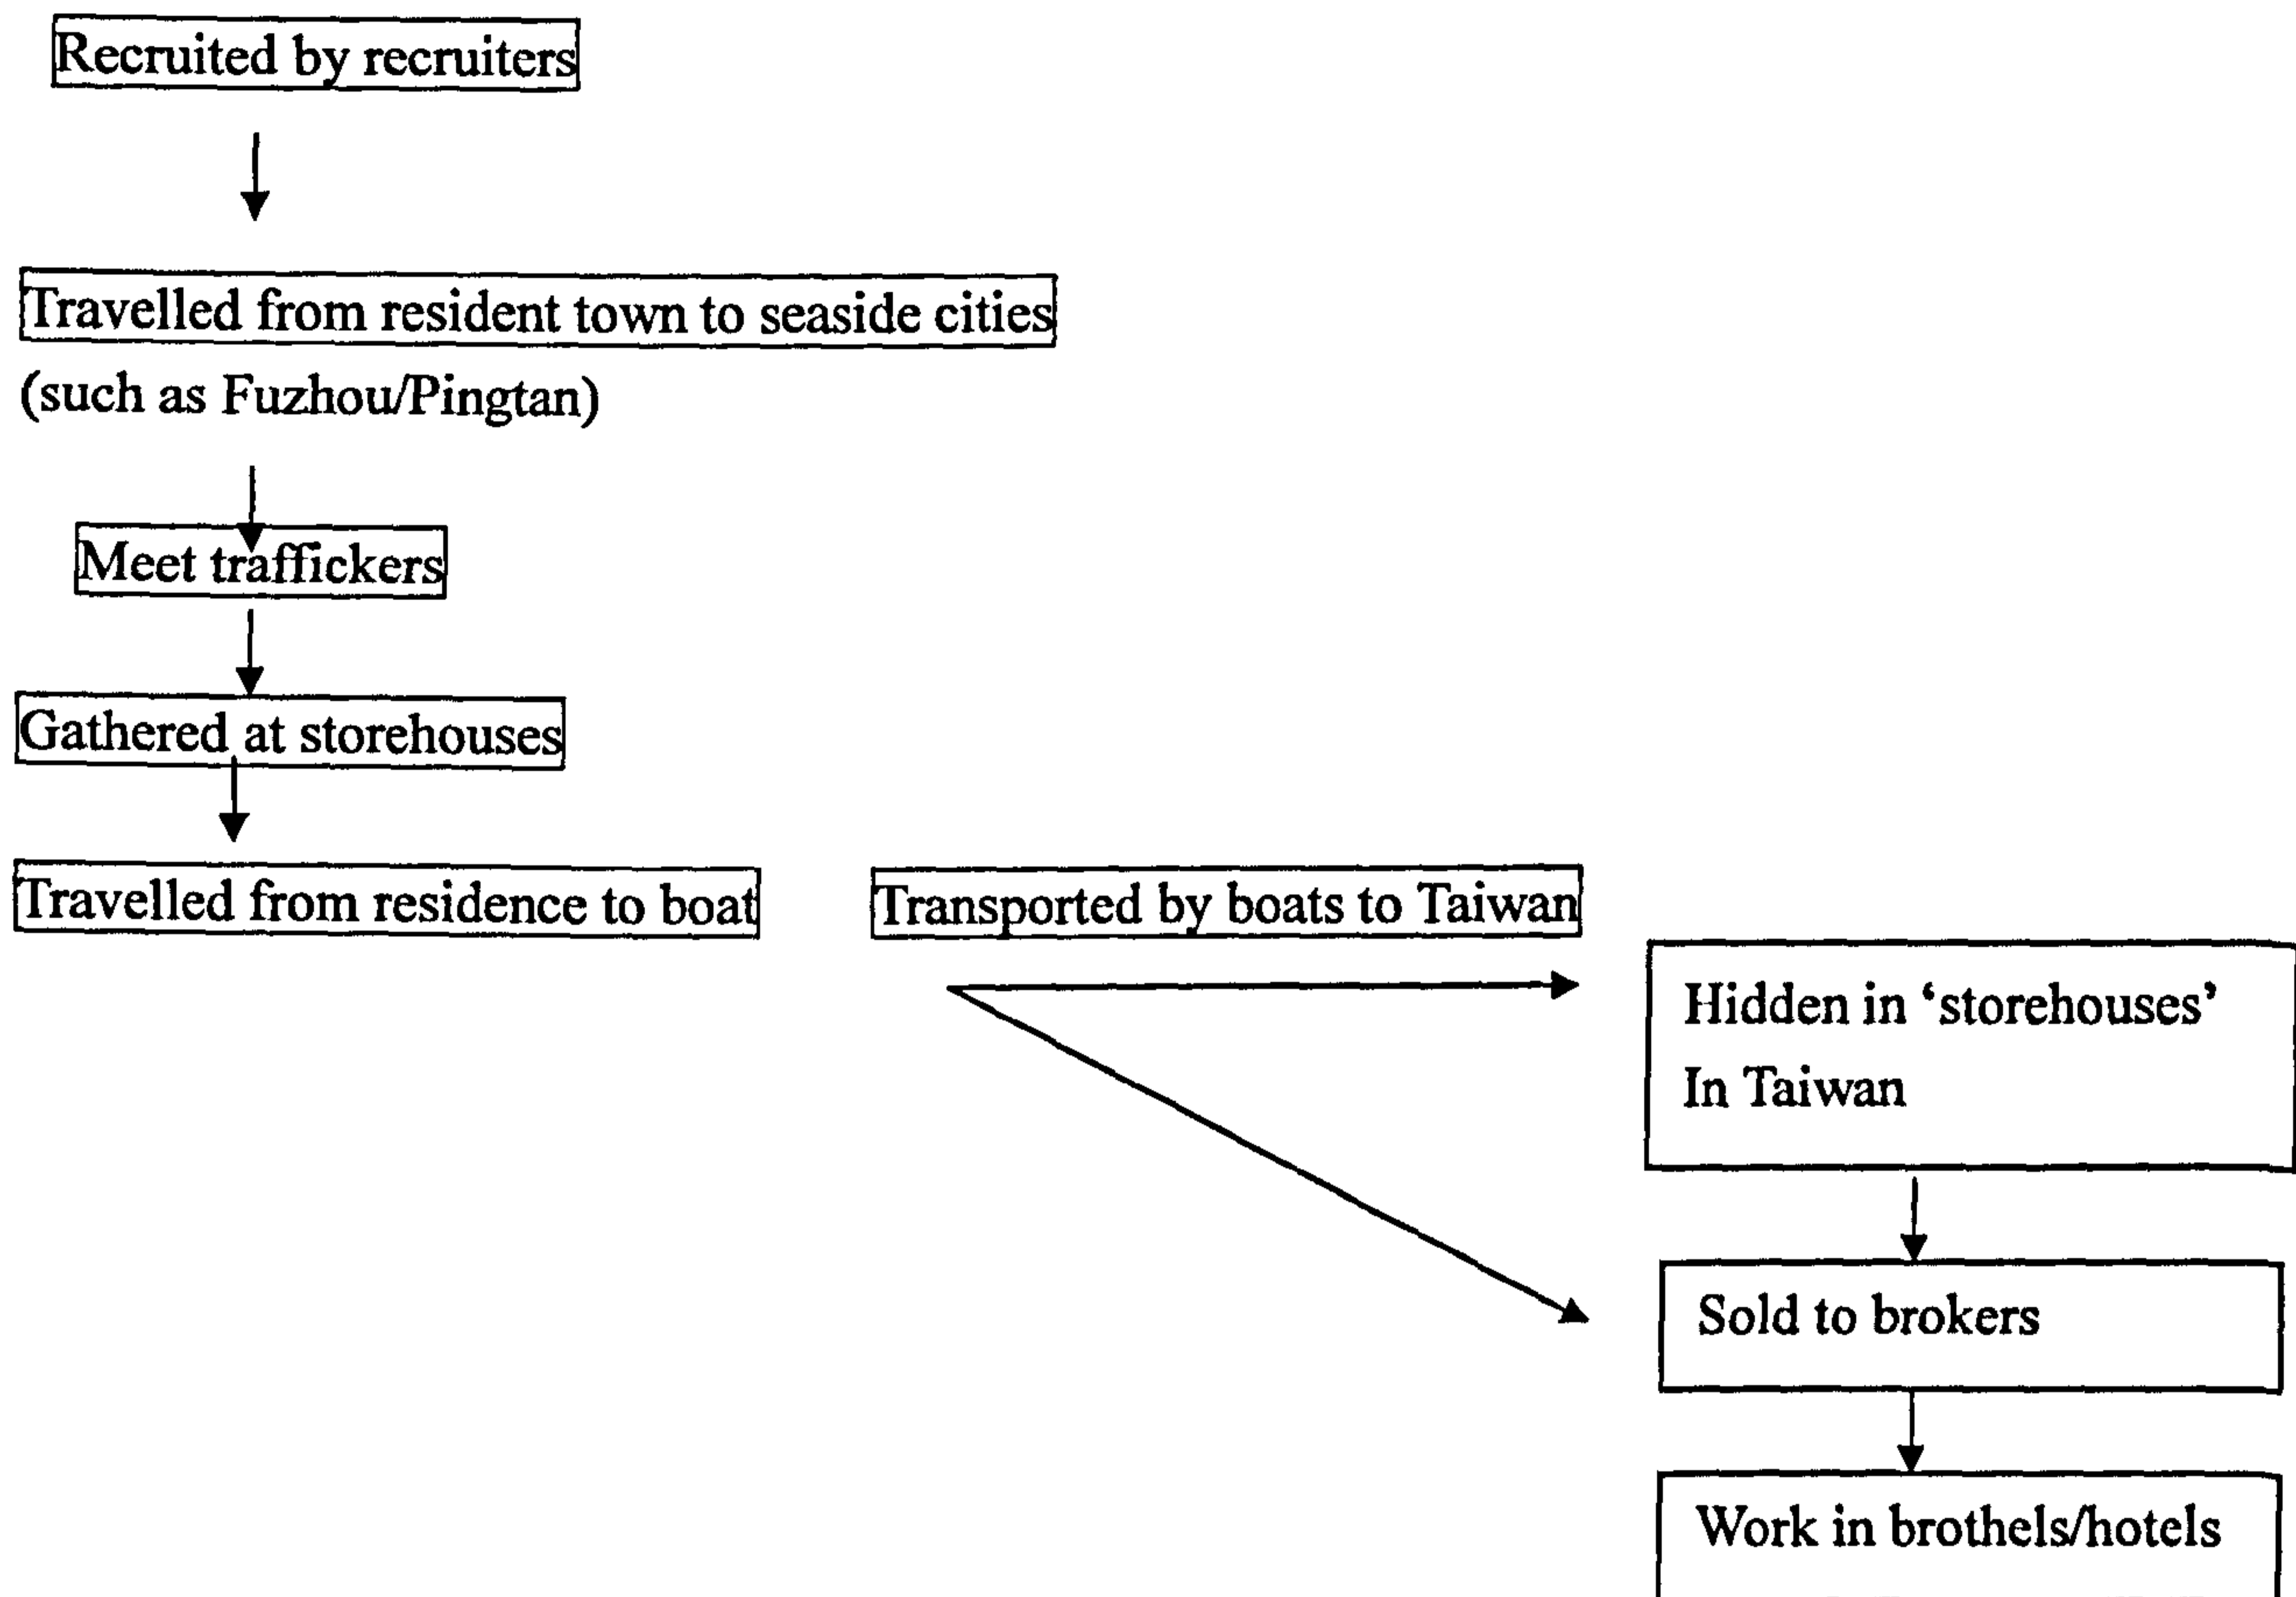 Recruited by recruiters
Travelled from resident town to seaside cities
(such as Fuzhou/Pingtan)
Meet traffickers
Gathered at storehouses
Travelled from residence to boat
Transported by boats to Taiwan
Hidden in ‘storehouses’
In Taiwan
Sold to brokers
Work in brothels/hotels